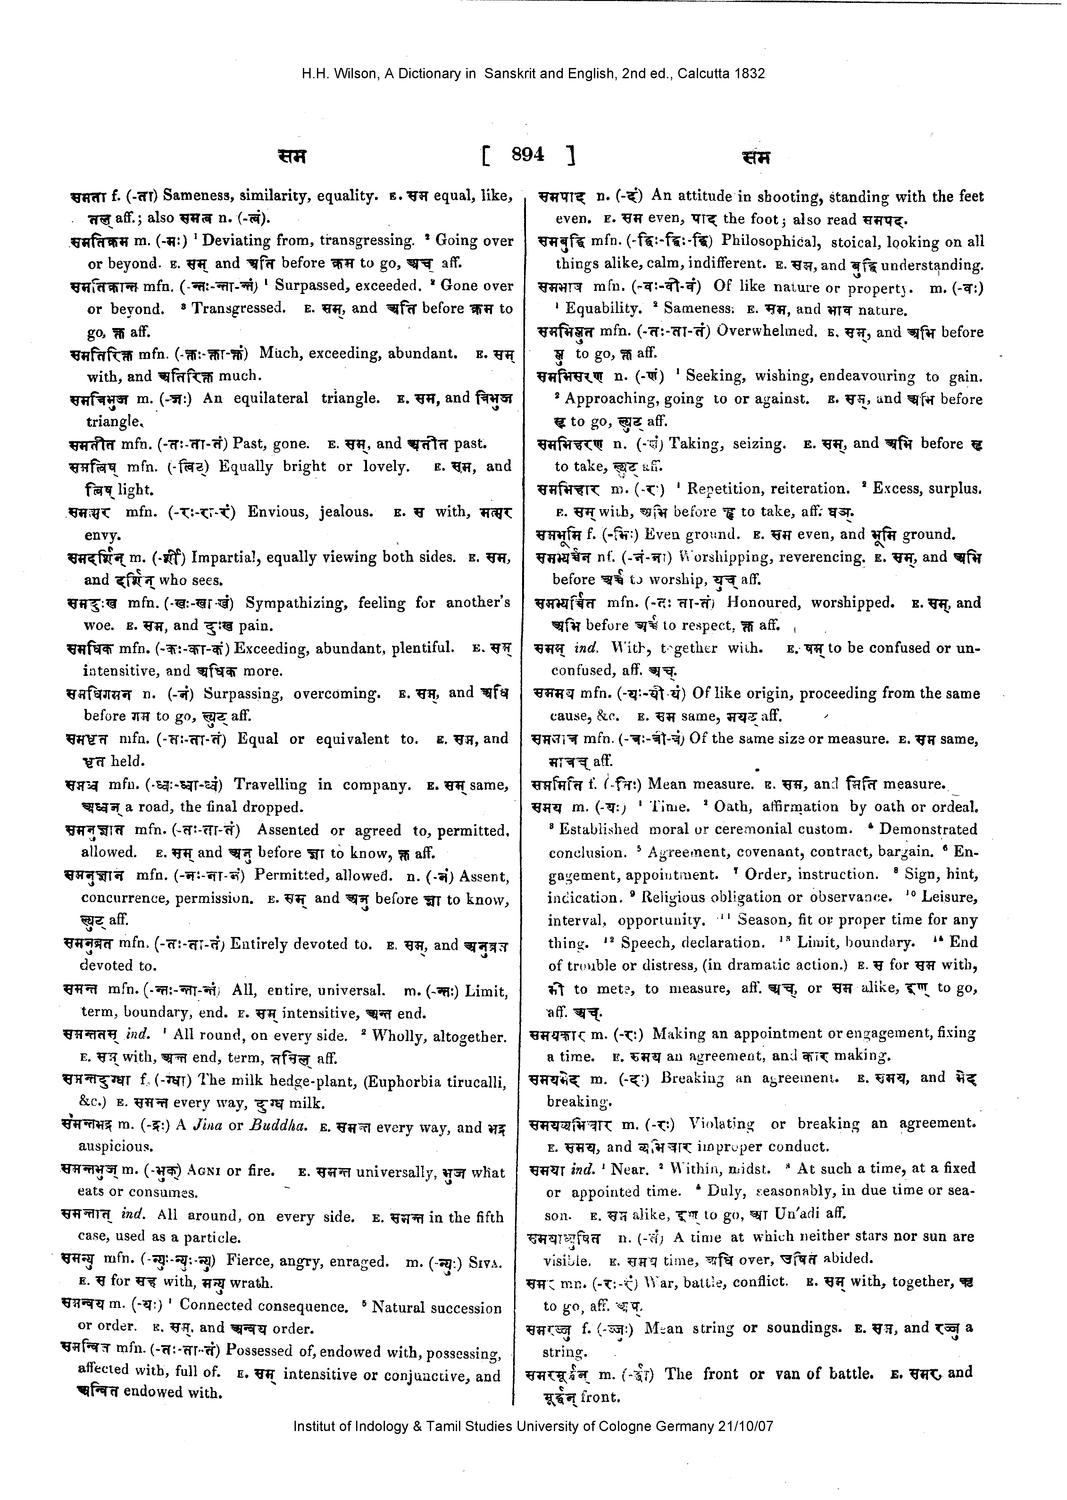 H.H. Wilson, A Dictionary in Sanskrit and English, 2nd ed., Calcutta 1832
सम [ 894 ] सम
समता f. (-ता) Sameness, similarity, equality. E. सम equal, like,
तल् aff.; also समत्व n. (-त्वं).
समतिक्रम m. (-मः) ¹ Deviating from, transgressing. ² Going over
or beyond. E. सम् and अति before क्रम to go, अच् aff.
समतिक्रान्त mfn. (-न्तः-न्ता-न्तं) ¹ Surpassed, exceeded. ² Gone over
or beyond. ³ Transgressed. E. सम्, and अति before क्रम to
go, क्त aff.
समतिरिक्त mfn. (-क्तः-क्ता-क्तं) Much, exceeding, abundant. E. सम्
with, and अतिरिक्त much.
समत्रिभुज m. (-जः) An equilateral triangle. E. सम, and त्रिभुज
triangle.
समतीत mfn. (-तः-ता-तं) Past, gone. E. सम्, and अतीत past.
समत्विष् mfn. (-त्विट्) Equally bright or lovely. E. सम, and
त्विष् light.
समत्सर mfn. (-रः-रा-रं) Envious, jealous. E. स with, मत्सर
envy.
समदर्शिन् m. (-र्शी) Impartial, equally viewing both sides. E. सम,
and दर्शिन् who sees.
समदुःख mfn. (-खः-खा-खं) Sympathizing, feeling for another's
woe. E. सम, and दुःख pain.
समधिक mfn. (-कः-का-कं) Exceeding, abundant, plentiful. E. सम्
intensitive, and अधिक more.
समधिगमन n. (-नं) Surpassing, overcoming. E. सम्, and अधि
before गम to go, ल्युट् aff.
समधृत mfn. (-तः-ता-तं) Equal or equivalent to. E. सम, and
धृत held.
समध्व mfn. (-ध्वः-ध्वा-ध्वं) Travelling in company. E. सम् same,
अध्वन् a road, the final dropped.
समनुज्ञात mfn. (-तः-ता-तं) Assented or agreed to, permitted,
allowed. E. सम् and अनु before ज्ञा to know, क्त aff.
समनुज्ञान mfn. (-नः-ना-नं) Permitted, allowed. n. (-नं) Assent,
concurrence, permission. E. सम् and अनु before ज्ञा to know,
ल्युट् aff.
समनुव्रत mfn. (-तः-ता-तं) Entirely devoted to. E. सम्, and अनुव्रत
devoted to.
समन्त mfn. (-न्तः-न्ता-न्तं) All, entire, universal. m. (-न्तः) Limit,
term, boundary, end. E. सम् intensitive, अन्त end.
समन्ततस् ind. ¹ All round, on every side. ² Wholly, altogether.
E. सम् with, अन्त end, term, तसिल् aff.
समन्तदुग्धा f. (-ग्धा) The milk hedge-plant, (Euphorbia tirucalli,
&c.) E. समन्त every way, दुग्ध milk.
समन्तभद्र m. (-द्रः) A Jina or Buddha. E. समन्त every way, and भद्र
auspicious.
समन्तभुज् m. (-भुक्) AGNI or fire. E. समन्त universally, भुज what
eats or consumes.
समन्तात् ind. All around, on every side. E. समन्त in the fifth
case, used as a particle.
समन्यु mfn. (-न्युः-न्युः-न्यु) Fierce, angry, enraged. m. (-न्युः) SIVA.
E. स for सह with, मन्यु wrath.
समन्वय m. (-यः) ¹ Connected consequence. ⁵ Natural succession
or order. E. सम्, and अन्वय order.
समन्वित mfn. (-तः-ता-तं) Possessed of, endowed with, possessing,
affected with, full of. E. सम् intensitive or conjunctive, and
अन्वित endowed with.
समपाद् n. (-दं) An attitude in shooting, standing with the feet
even. E. सम even, पाद् the foot; also read समपद्.
समबुद्धि mfn. (-द्धिः-द्धिः-द्धि) Philosophical, stoical, looking on all
things alike, calm, indifferent. E. सम, and बुद्धि understanding.
समभाव mfn. (-वः-वी-वं) Of like nature or property. m. (-वः)
¹ Equability. ² Sameness. E. सम, and भाव nature.
समभिप्लुत mfn. (-तः-ता-तं) Overwhelmed. E. सम्, and अभि before
प्लु to go, क्त aff.
समभिसरण n. (-णं) ¹ Seeking, wishing, endeavouring to gain.
² Approaching, going to or against. E. सम्, and अभि before
सृ to go, ल्युट् aff.
समभिहरण n. (-णं) Taking, seizing. E. सम्, and अभि before हृ
to take, ल्युट् aff.
समभिहार m. (-रः) ¹ Repetition, reiteration. ² Excess, surplus.
E. सम् with, अभि before हृ to take, aff. घञ्.
समभूमि f. (-मिः) Even ground. E. सम even, and भूमि ground.
समभ्यर्चन nf. (-नं-ना) Worshipping, reverencing. E. सम्, and अभि
before अर्च to worship, युच् aff.
समभ्यर्चित mfn. (-तः ता-तं) Honoured, worshipped. E. सम्, and
अभि before अर्च to respect, क्त aff.
समम् ind. With, together with. E. षम् to be confused or un-
confused, aff. अच्.
सममय mfn. (-यः-यी-यं) Of like origin, proceeding from the same
cause, &c. E. सम same, मयट् aff.
सममात्र mfn. Of the same size or measure. E. सम same,
मात्रच् aff.
सममिति f. (-तिः) Mean measure. E. सम, and मिति measure.
समय m. (-यः) ¹ Time. ² Oath, affirmation by oath or ordeal.
³ Established moral or ceremonial custom. ⁴ Demonstrated
conclusion. ⁵ Agreement, covenant, contract, bargain. ⁶ En-
gagement, appointment. ⁷ Order, instruction. ⁸ Sign, hint,
indication. ⁹ Religious obligation or observance. ¹⁰ Leisure,
interval, opportunity. ¹¹ Season, fit or proper time for any
thing. ¹² Speech, declaration. ¹³ Limit, boundary. ¹⁴ End
of trouble or distress, (in dramatic action.) E. स for सम with,
मी to mete, to measure, aff. अच्, or सम alike, इण् to go,
aff. अच्.
समयकार m. (-रः) Making an appointment or engagement, fixing
a time. E. समय an agreement, and कार making.
समयभेद् m. (-दः) Breaking an agreement. E. समय, and भेद्
breaking.
समयव्यभिचार m. (-रः) Violating or breaking an agreement.
E. समय, and व्यभिचार improper conduct.
समया ind. ¹ Near. ² Within, midst. ³ At such a time, at a fixed
or appointed time. ⁴ Duly, seasonably, in due time or sea-
son. E. सम alike, इण् to go, आ Un'adi aff.
समयाध्युषित n. (-तं) A time at which neither stars nor sun are
visible. E. समय time, अधि over, उषित abided.
समर mn. (-रः-रं) War, battle, conflict. E. सम् with, together, ऋ
to go, aff. अप्.
समरज्जु f. (-ज्जुः) Mean string or soundings. E. सम, and रज्जु a
string.
समरमूर्द्धन् m. (-र्द्धा) The front or van of battle. E. समर, and
मूर्द्धन् front.
Institut of Indology & Tamil Studies University of Cologne Germany 21/10/07